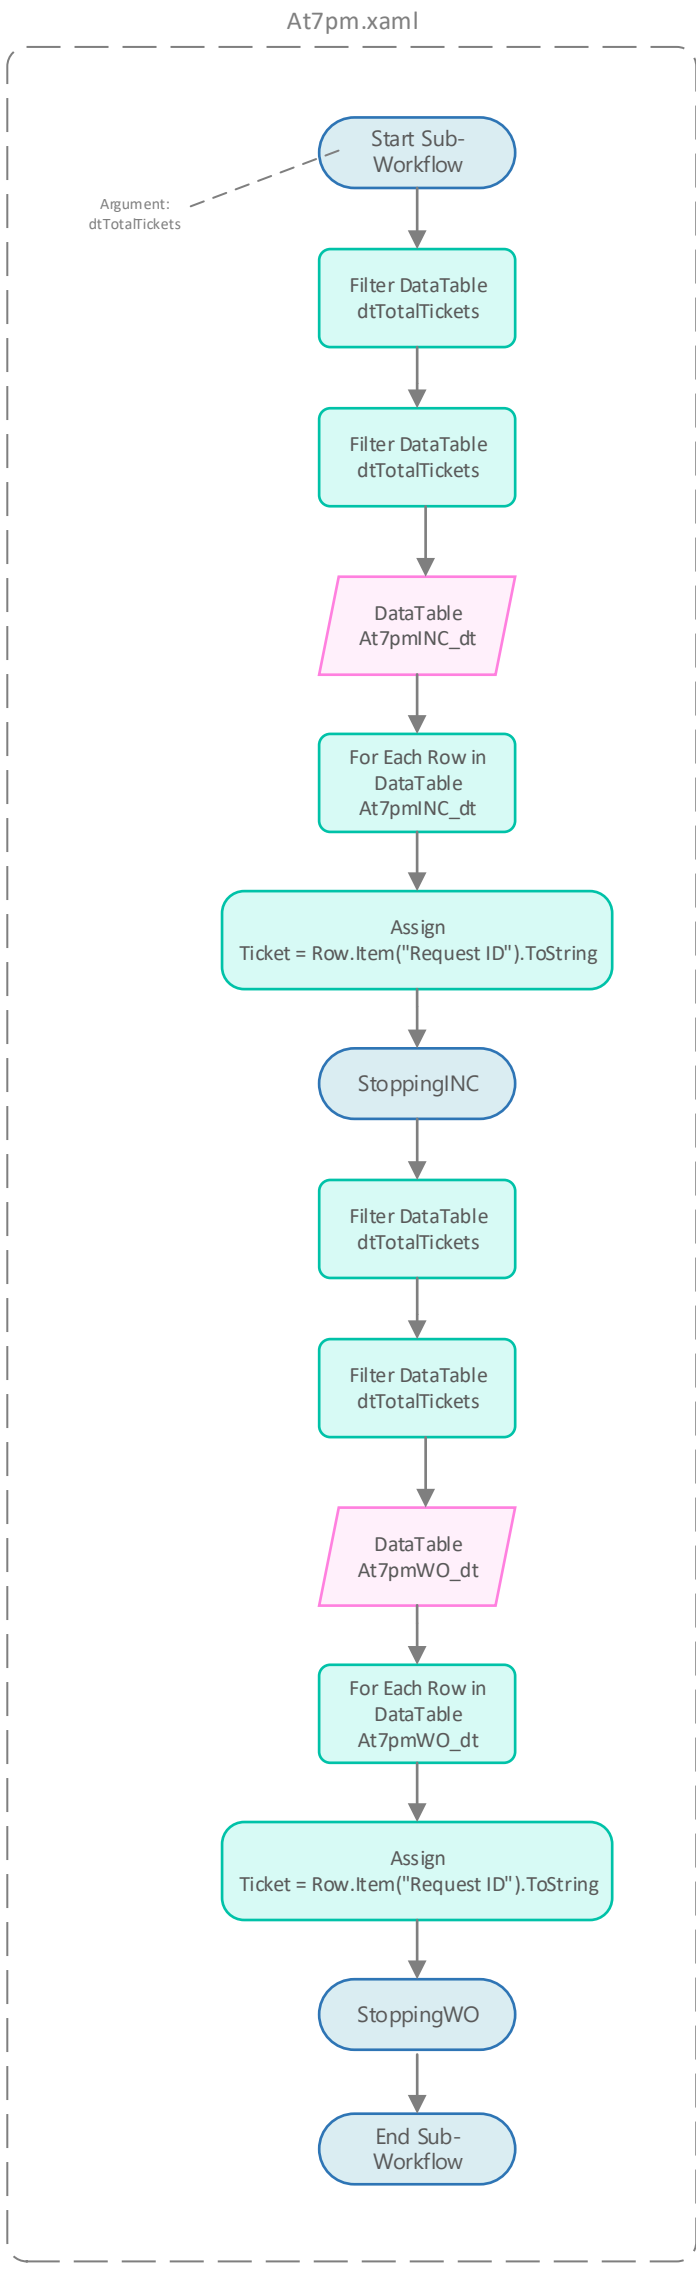 At7pm.xaml
Start Sub-
Workflow
Argument:
dtTotalTickets
Filter DataTable
dtTotalTickets
Filter DataTable
dtTotalTickets
DataTable
At7pmINC_dt
For Each Row in
DataTable
At7pmINC_dt
Assign
Ticket = Row.Item("Request ID").ToString
StoppingINC
Filter DataTable
dtTotalTickets
Filter DataTable
dtTotalTickets
DataTable
At7pmWO_dt
For Each Row in
DataTable
At7pmWO_dt
Assign
Ticket = Row.Item("Request ID").ToString
StoppingWO
End Sub-
Workflow